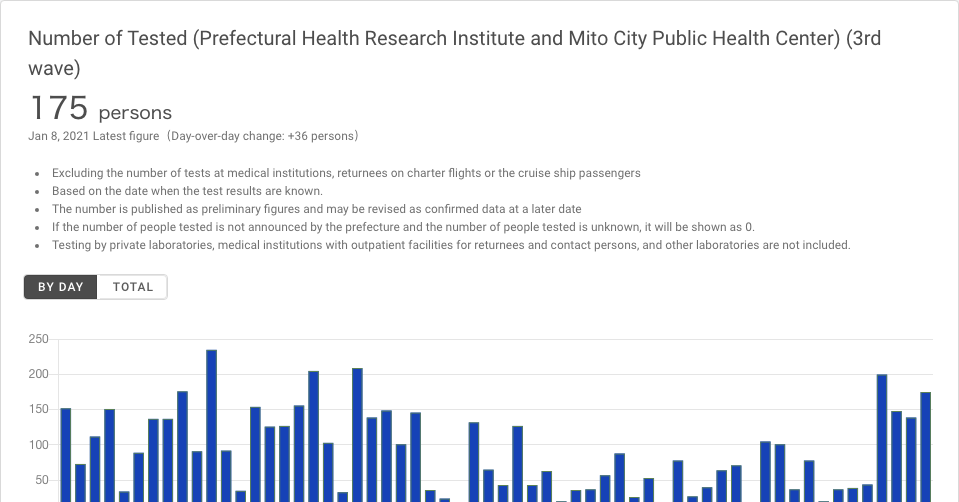 Number of Tested (Prefectural Health Research Institute and Mito City Public Health Center) (3rd
wave)
175 persons
Jan 8, 2021 Latest figure（Day-over-day change: +36 persons）
• Excluding the number of tests at medical institutions, returnees on charter flights or the cruise ship passengers
• Based on the date when the test results are known.
• The number is published as preliminary figures and may be revised as confirmed data at a later date
• If the number of people tested is not announced by the prefecture and the number of people tested is unknown, it will be shown as 0.
• Testing by private laboratories, medical institutions with outpatient facilities for returnees and contact persons, and other laboratories are not included.
BY DAY TOTAL
250
200
150
100
50